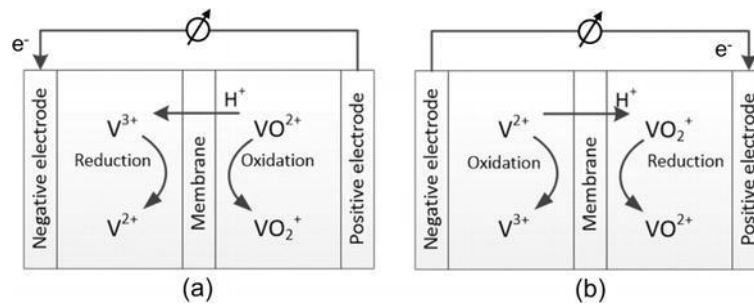 e⁻
e⁻
Negative electrode
V³⁺
Reduction
V²⁺
H⁺
Membrane
VO²⁺
Oxidation
VO₂⁺
Positive electrode
(a)
Negative electrode
V²⁺
Oxidation
V³⁺
Membrane
H⁺
VO₂⁺
Reduction
VO²⁺
Positive electrode
(b)